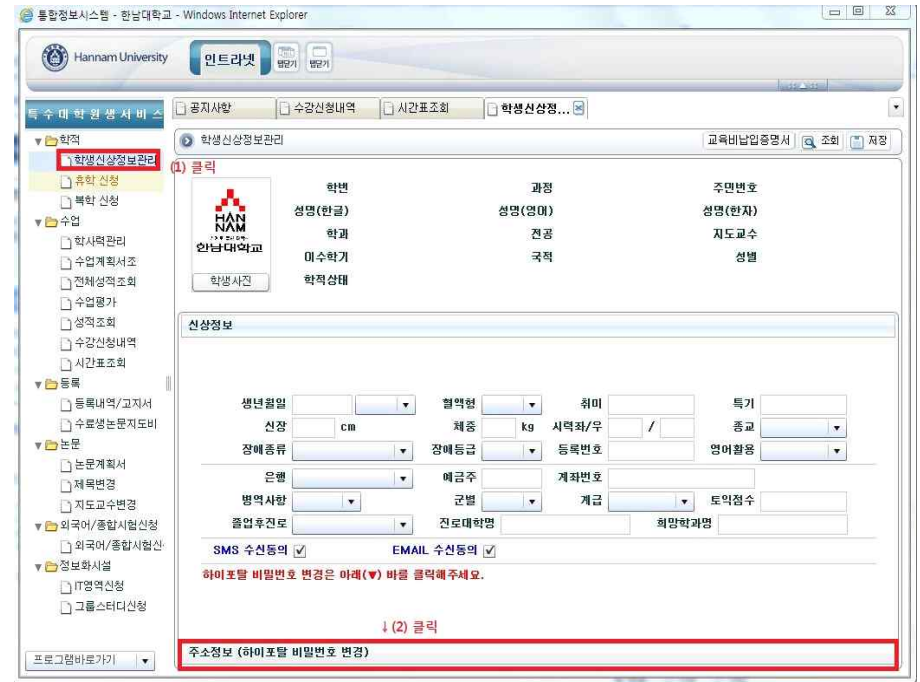 통합정보시스템 - 한남대학교 - Windows Internet Explorer
Hannam University
인트라넷
탭닫기 탭닫기
특수대학원생서비스
공지사항 수강신청내역 시간표조회 학생신상정...
학적
학생신상정보관리
(1) 클릭
휴학 신청
복학 신청
수업
학사력관리
수업계획서조
전체성적조회
수업평가
성적조회
수강신청내역
시간표조회
등록
등록내역/고지서
수료생논문지도비
논문
논문계획서
제목변경
지도교수변경
외국어/종합시험신청
외국어/종합시험신
정보화시설
IT영역신청
그룹스터디신청
프로그램바로가기
학생신상정보관리
교육비납입증명서 조회 저장
HAN
NAM
한남대학교
학생사진
학번 과정 주민번호
성명(한글) 성명(영어) 성명(한자)
학과 전공 지도교수
이수학기 국적 성별
학적상태
신상정보
생년월일 혈액형 취미 특기
신장 cm 체중 kg 시력좌/우 / 종교
장애종류 장애등급 등록번호 영어활용
은행 예금주 계좌번호
병역사항 군별 계급 토익점수
졸업후진로 진로대학명 희망학과명
SMS 수신동의 EMAIL 수신동의
하이포탈 비밀번호 변경은 아래(▼) 바를 클릭해주세요.
↓(2) 클릭
주소정보 (하이포탈 비밀번호 변경)